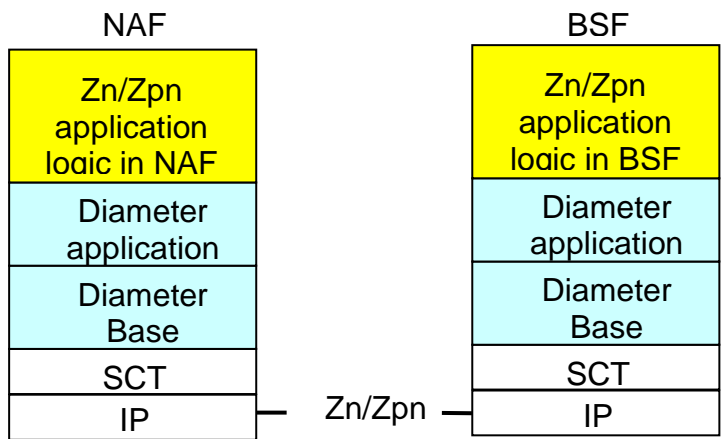 NAF
BSF
Zn/Zpn
application
logic in NAF
Zn/Zpn
application
logic in BSF
Diameter
application
Diameter
application
Diameter
Base
Diameter
Base
SCT
SCT
IP
Zn/Zpn
IP